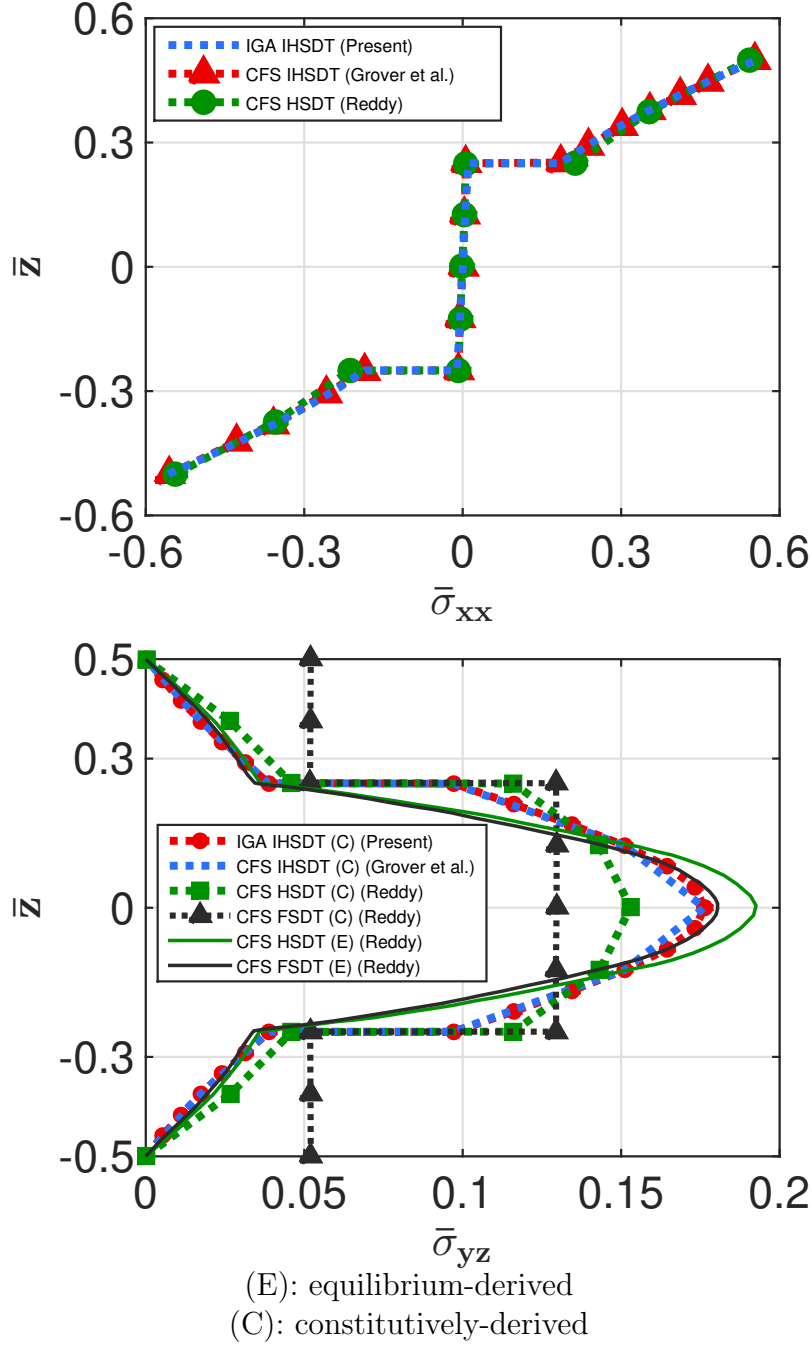 0.6
IGA IHSDT (Present)
CFS IHSDT (Grover et al.)
CFS HSDT (Reddy)
0.3
z̄
0
-0.3
-0.6
-0.6 -0.3 0 0.3 0.6
σ̄xx
0.5
0.3
IGA IHSDT (C) (Present)
CFS IHSDT (C) (Grover et al.)
CFS HSDT (C) (Reddy)
z̄
0
CFS FSDT (C) (Reddy)
CFS HSDT (E) (Reddy)
CFS FSDT (E) (Reddy)
-0.3
-0.5
0 0.05 0.1 0.15 0.2
σ̄yz
(E): equilibrium-derived
(C): constitutively-derived